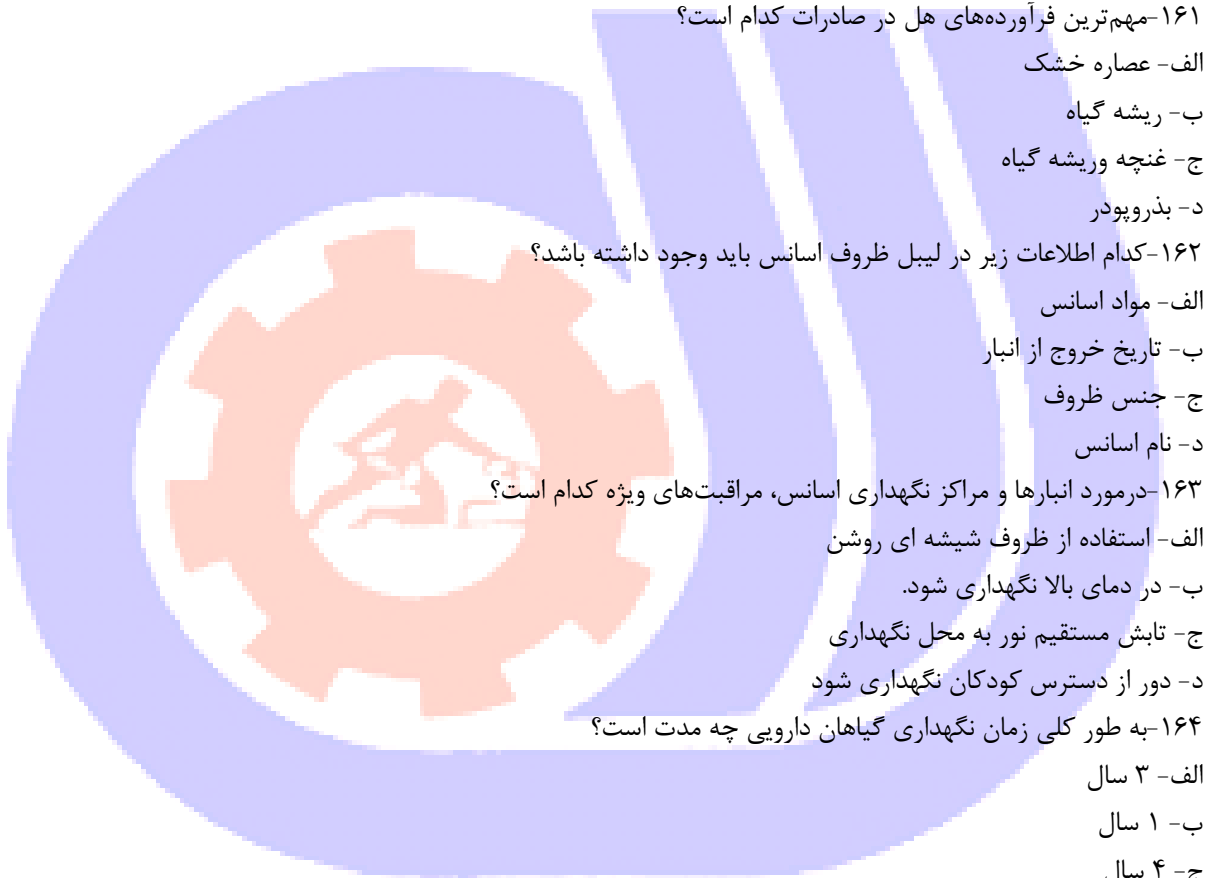 ۱۶۱-مهم‌ترین فرآورده‌های هل در صادرات کدام است؟
الف- عصاره خشک
ب- ریشه گیاه
ج- غنچه وریشه گیاه
د- بذروپودر
۱۶۲-کدام اطلاعات زیر در لیبل ظروف اسانس باید وجود داشته باشد؟
الف- مواد اسانس
ب- تاریخ خروج از انبار
ج- جنس ظروف
د- نام اسانس
۱۶۳-درمورد انبارها و مراکز نگهداری اسانس، مراقبت‌های ویژه کدام است؟
الف- استفاده از ظروف شیشه ای روشن
ب- در دمای بالا نگهداری شود.
ج- تابش مستقیم نور به محل نگهداری
د- دور از دسترس کودکان نگهداری شود
۱۶۴-به طور کلی زمان نگهداری گیاهان دارویی چه مدت است؟
الف- ۳ سال
ب- ۱ سال
ج- ۴ سال